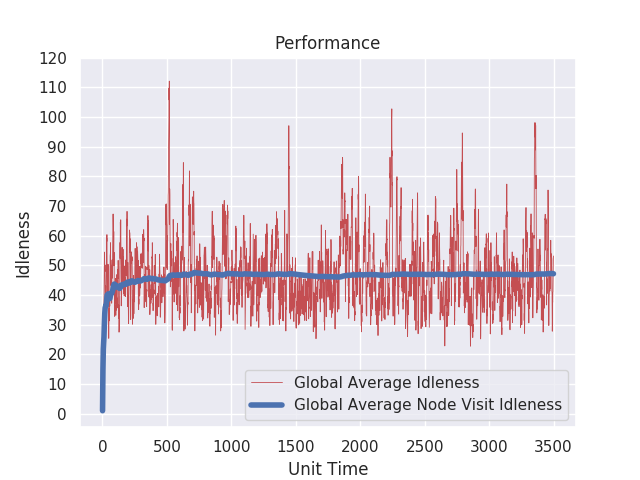 Performance
120
110
100
90
80
70
60
50
40
30
20
10
0
Idleness
0 500 1000 1500 2000 2500 3000 3500
Unit Time
Global Average Idleness
Global Average Node Visit Idleness